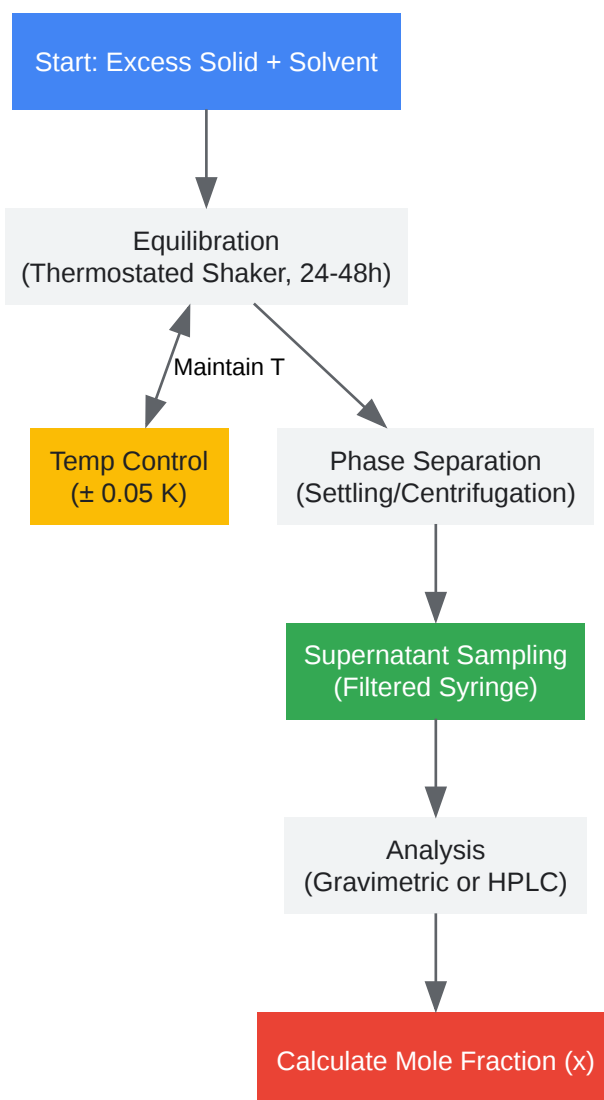 Start: Excess Solid + Solvent
Equilibration
(Thermostated Shaker, 24-48h)
Maintain T
Temp Control
(± 0.05 K)
Phase Separation
(Settling/Centrifugation)
Supernatant Sampling
(Filtered Syringe)
Analysis
(Gravimetric or HPLC)
Calculate Mole Fraction (x)